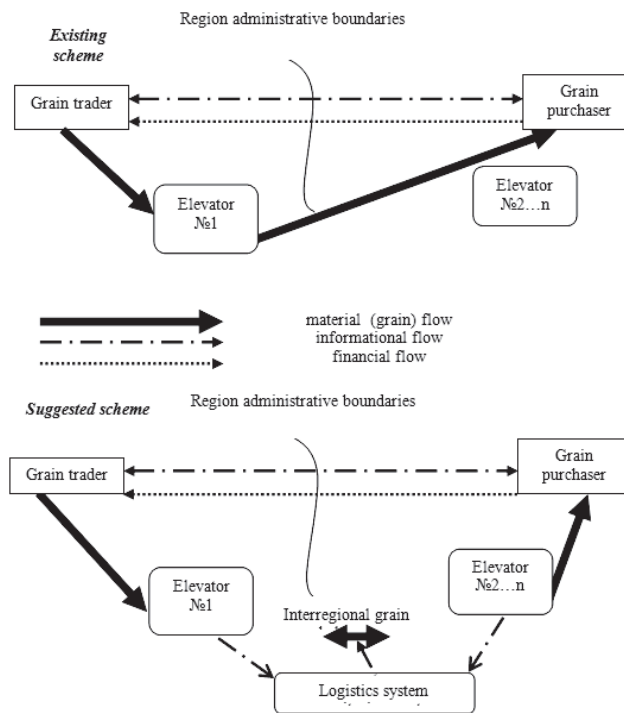 Region administrative boundaries
Existing
scheme
Grain trader
Grain
purchaser
Elevator
№1
Elevator
№2...n
material (grain) flow
informational flow
financial flow
Suggested scheme
Region administrative boundaries
Grain trader
Grain
purchaser
Elevator
№1
Elevator
№2...n
Interregional grain
Logistics system